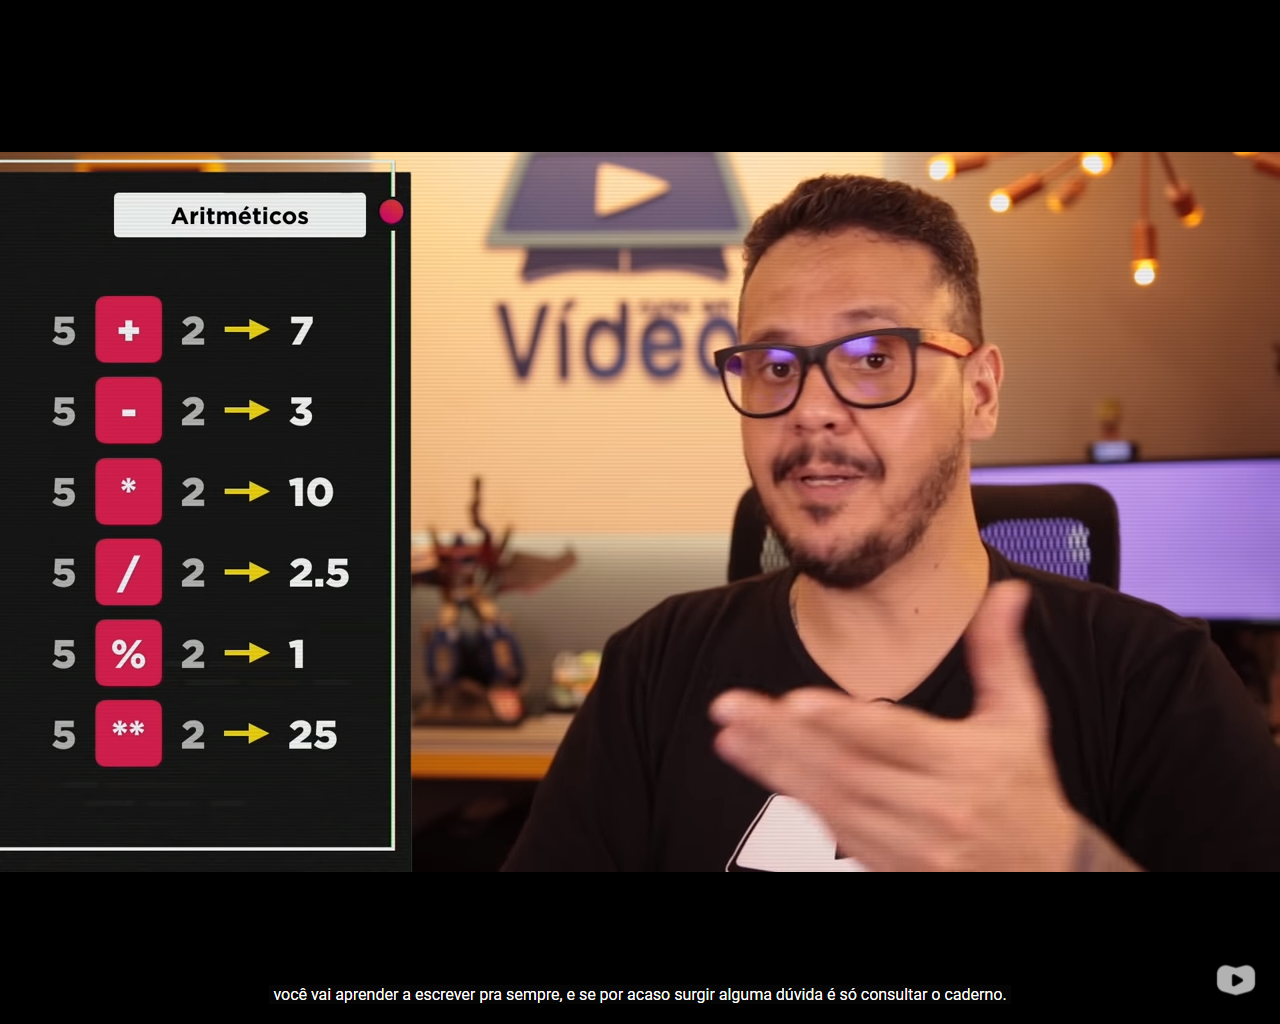 Aritméticos
5 + 2 → 7
5 - 2 → 3
5 * 2 → 10
5 / 2 → 2.5
5 % 2 → 1
5 ** 2 → 25
Vídeo
você vai aprender a escrever pra sempre, e se por acaso surgir alguma dúvida é só consultar o caderno.